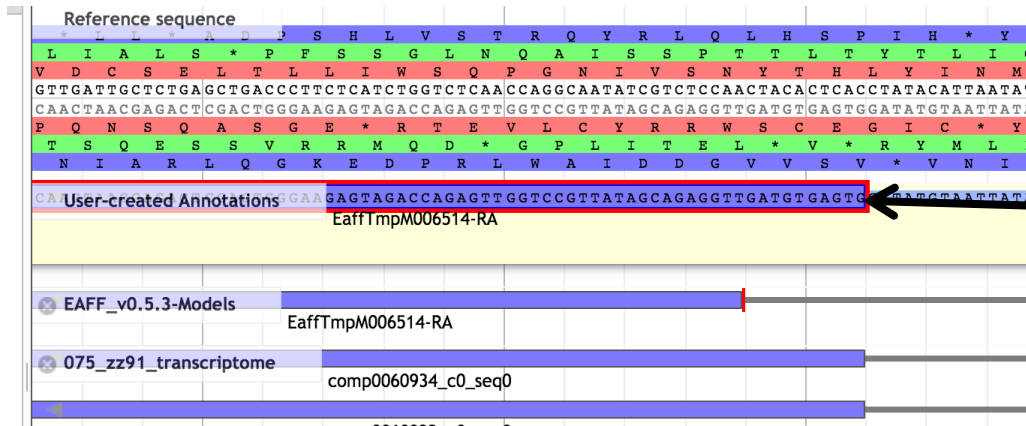 Reference sequence
* L L * A D P S H L V S T R Q Y R L Q L H S P I H * Y
L I A L S * P F S S G L N Q A I S S P T T L T Y T L I
V D C S E L T L L I W S Q P G N I V S N Y T H L Y I N M
GTTGATTGCTCTGAGCTGACCCTTCTCATCTGGTCTCAACCAGGCAATATCGTCTCCAACTACACTCACCTATACATTAATA
CAACTAACGAGACTCGACTGGGAAGAGTAGACCAGAGTTGGTCCGTTATAGCAGAGGTTGATGTGAGTGGATATGTAATTAT
P Q N S Q A S G E * R T E V L C Y R R W S C E G I C * Y
T S Q E S S V R R M Q D * G P L I T E L * V * R Y M L
N I A R L Q G K E D P R L W A I D D G V V S V * V N I
User-created Annotations
GAGTAGACCAGAGTTGGTCCGTTATAGCAGAGGTTGATGTGAGTG
EaffTmpM006514-RA
EAFF_v0.5.3-Models
EaffTmpM006514-RA
075_zz91_transcriptome
comp0060934_c0_seq0